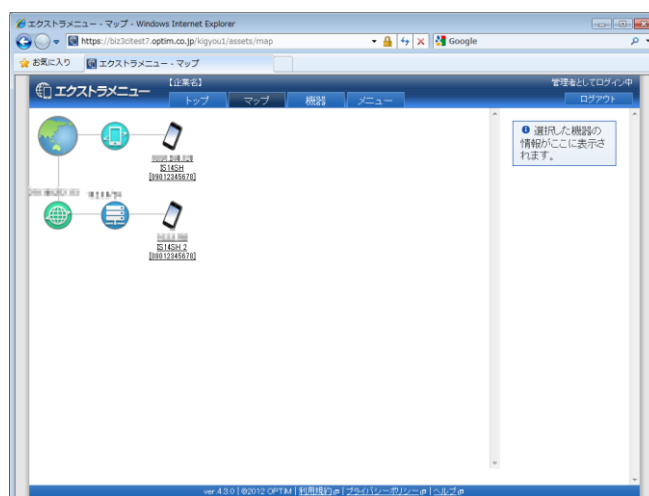 エクストラメニュー - マップ - Windows Internet Explorer
https://biz3citest7.optim.co.jp/kigyou1/assets/map
Google
お気に入り
エクストラメニュー - マップ
エクストラメニュー
【企業名】
管理者としてログイン中
トップ
マップ
機器
メニュー
ログアウト
選択した機器の
情報がここに表示さ
れます。
IS14SH
[09012345678]
IS14SH 2
[09012345678]
ver.4.3.0 | ©2012 OPTiM | 利用規約 | プライバシーポリシー | ヘルプ